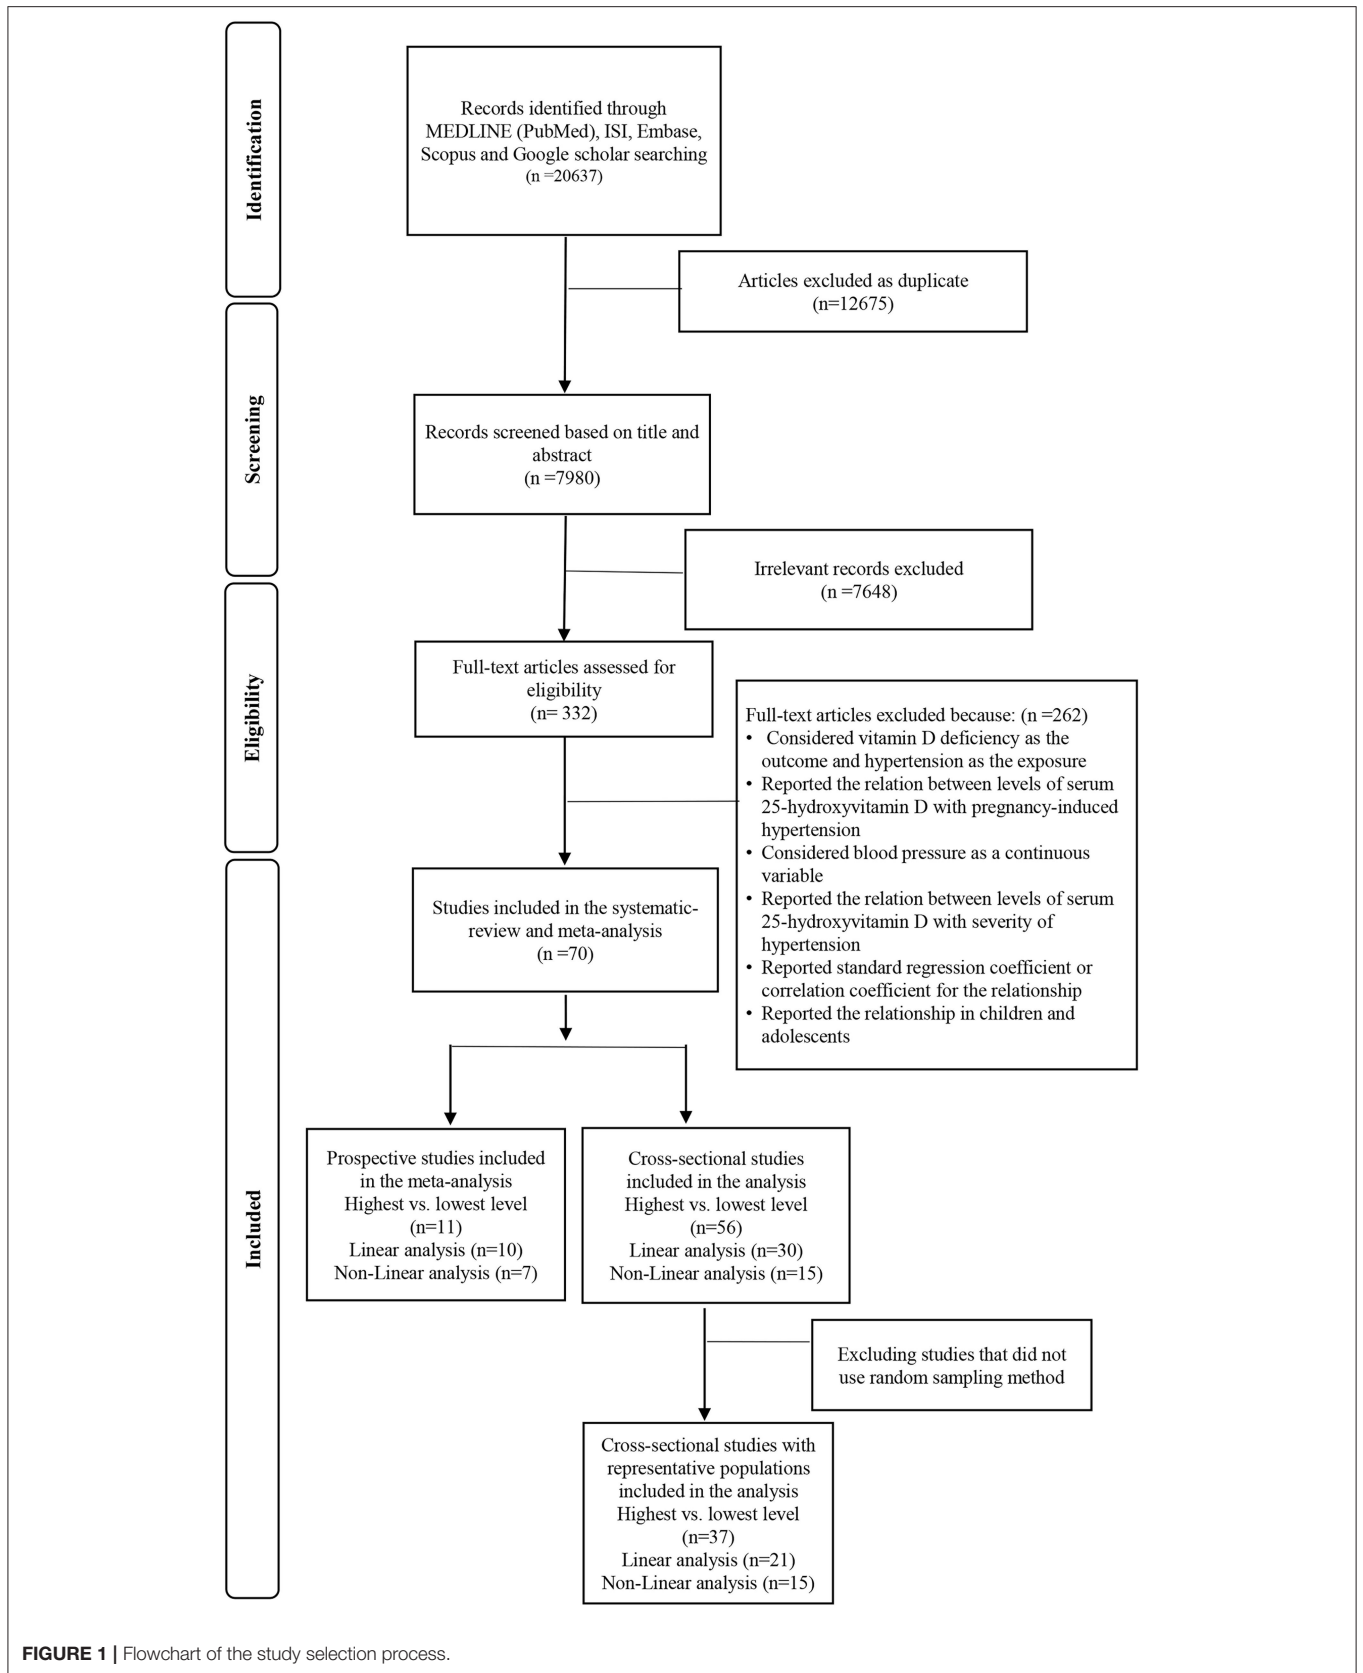 Identification
Records identified through
MEDLINE (PubMed), ISI, Embase,
Scopus and Google scholar searching
(n =20637)
Articles excluded as duplicate
(n=12675)
Screening
Records screened based on title and
abstract
(n =7980)
Irrelevant records excluded
(n =7648)
Eligibility
Full-text articles assessed for
eligibility
(n= 332)
Full-text articles excluded because: (n =262)
• Considered vitamin D deficiency as the
outcome and hypertension as the exposure
• Reported the relation between levels of serum
25-hydroxyvitamin D with pregnancy-induced
hypertension
• Considered blood pressure as a continuous
variable
• Reported the relation between levels of serum
25-hydroxyvitamin D with severity of
hypertension
• Reported standard regression coefficient or
correlation coefficient for the relationship
• Reported the relationship in children and
adolescents
Included
Studies included in the systematic-
review and meta-analysis
(n =70)
Prospective studies included
in the meta-analysis
Highest vs. lowest level
(n=11)
Linear analysis (n=10)
Non-Linear analysis (n=7)
Cross-sectional studies
included in the analysis
Highest vs. lowest level
(n=56)
Linear analysis (n=30)
Non-Linear analysis (n=15)
Excluding studies that did not
use random sampling method
Cross-sectional studies with
representative populations
included in the analysis
Highest vs. lowest level
(n=37)
Linear analysis (n=21)
Non-Linear analysis (n=15)
FIGURE 1 | Flowchart of the study selection process.